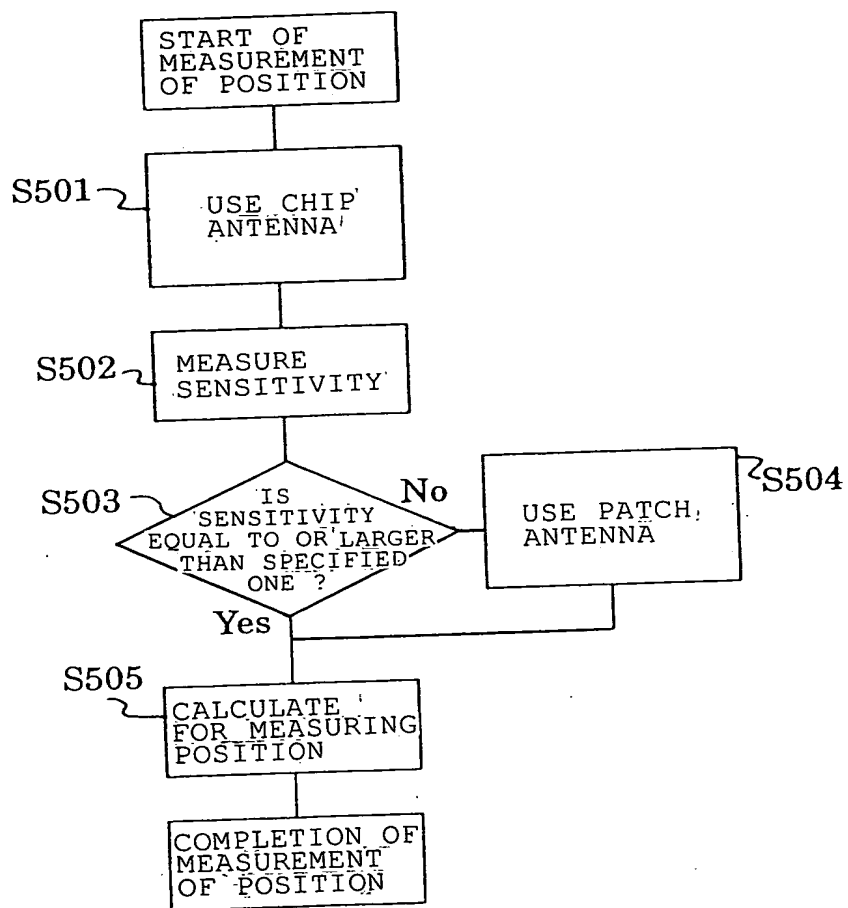 START OF
MEASUREMENT
OF POSITION
S501
USE CHIP
ANTENNA
S502
MEASURE
SENSITIVITY
S503
IS
SENSITIVITY
EQUAL TO OR LARGER
THAN SPECIFIED
ONE ?
No
S504
USE PATCH
ANTENNA
Yes
S505
CALCULATE
FOR MEASURING
POSITION
COMPLETION OF
MEASUREMENT
OF POSITION